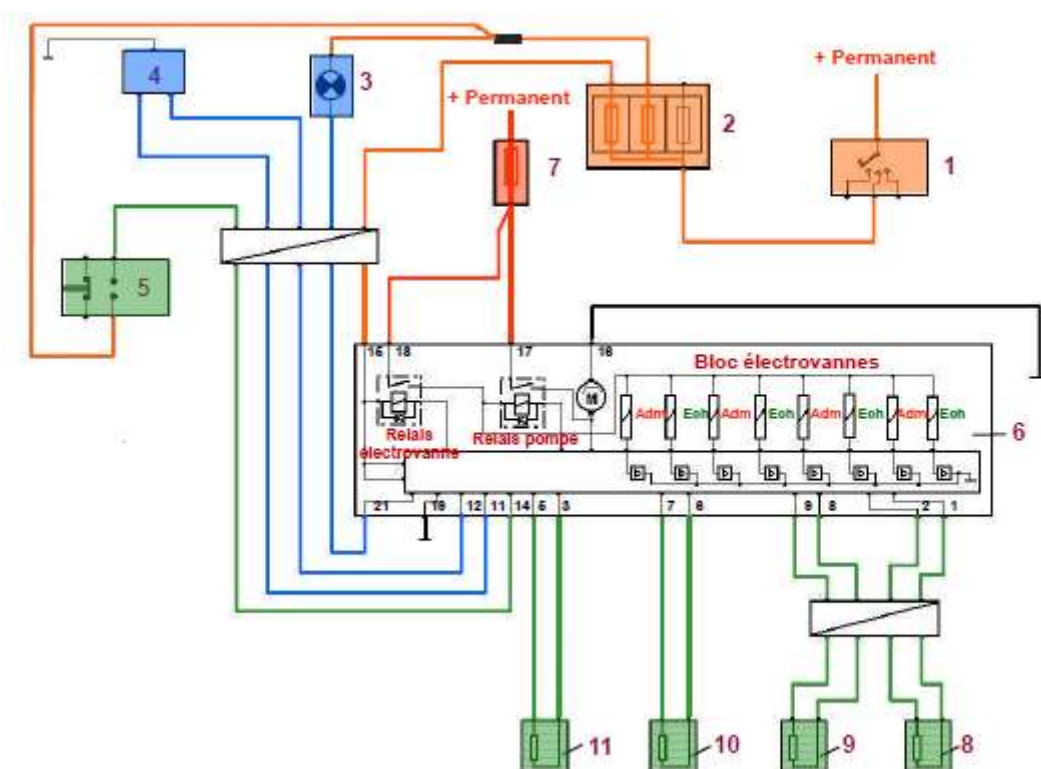 + Permanent
4
3
+ Permanent
2
7
1
5
15 18 17 16
Bloc électrovannes
M
Adm Eoh Adm Eoh Adm Eoh Adm Eoh
Relais électrovanne
Relais pompe
6
21 19 12 11 14 5 3 7 6 9 8 2 1
11 10 9 8